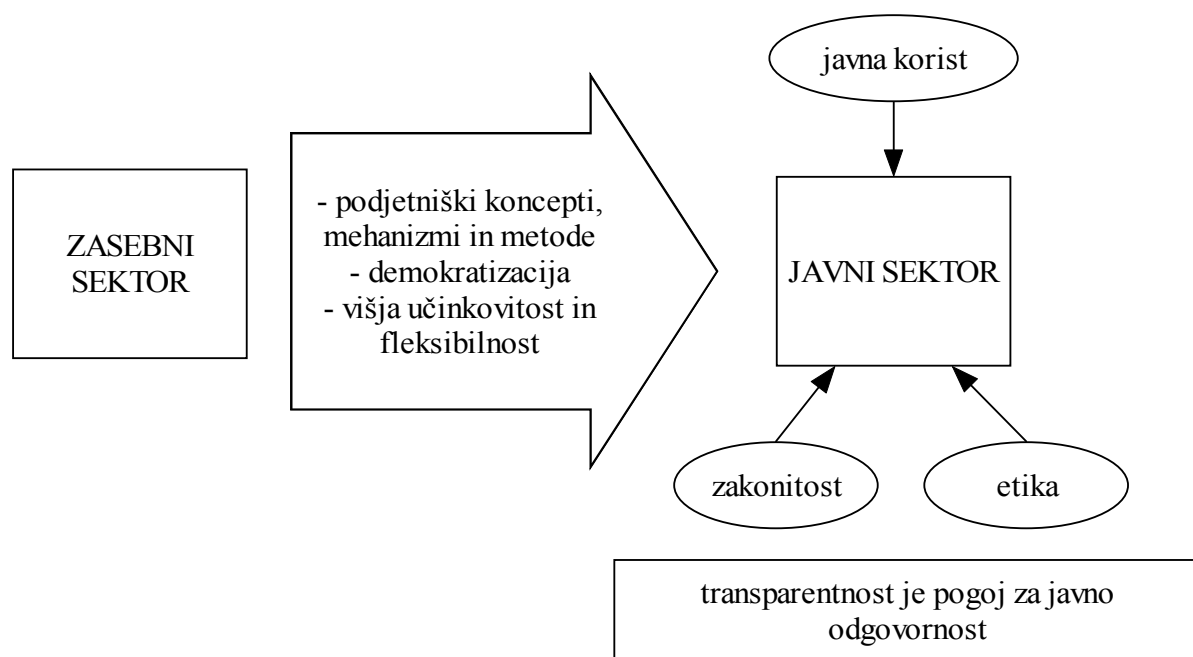 javna korist
ZASEBNI
SEKTOR
- podjetniški koncepti,
mehanizmi in metode
- demokratizacija
- višja učinkovitost in
fleksibilnost
JAVNI SEKTOR
zakonitost
etika
transparentnost je pogoj za javno
odgovornost